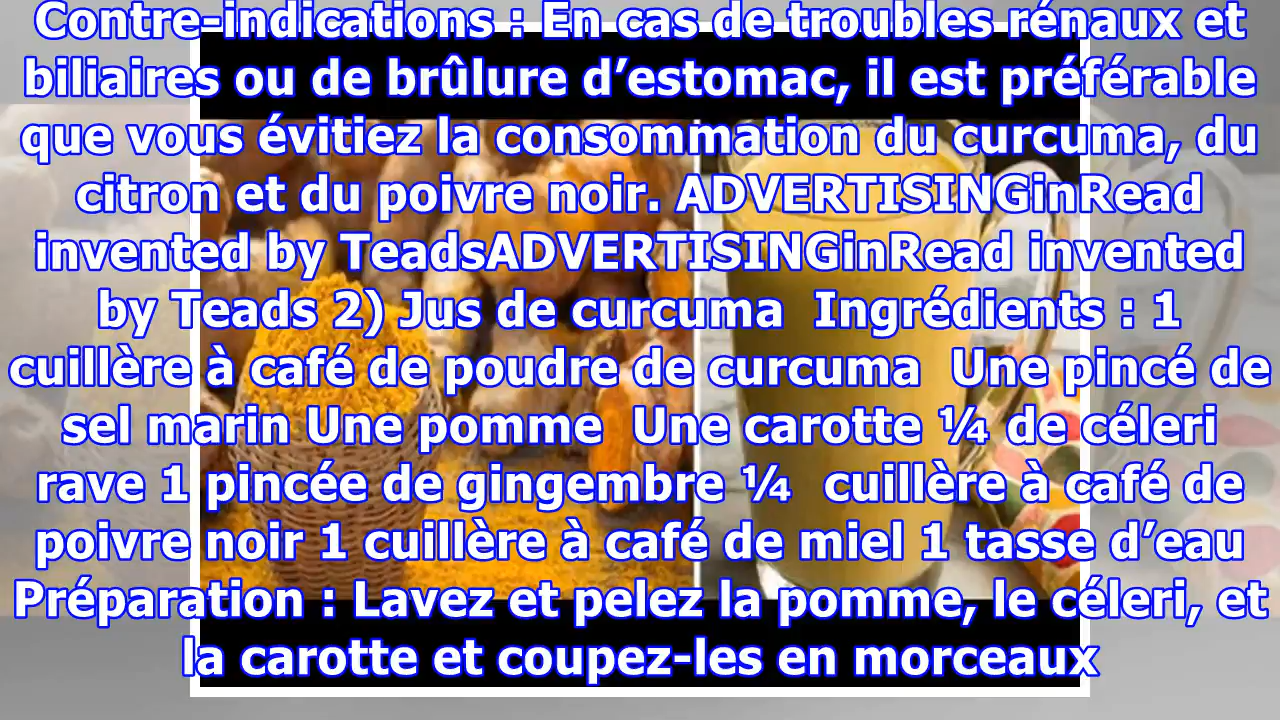 Contre-indications : En cas de troubles rénaux et
biliaires ou de brûlure d’estomac, il est préférable
que vous évitiez la consommation du curcuma, du
citron et du poivre noir. ADVERTISINGinRead
invented by TeadsADVERTISINGinRead invented
by Teads 2) Jus de curcuma  Ingrédients : 1
cuillère à café de poudre de curcuma  Une pincé de
sel marin Une pomme  Une carotte ¼ de céleri
rave 1 pincée de gingembre ¼  cuillère à café de
poivre noir 1 cuillère à café de miel 1 tasse d’eau
Préparation : Lavez et pelez la pomme, le céleri, et
la carotte et coupez-les en morceaux